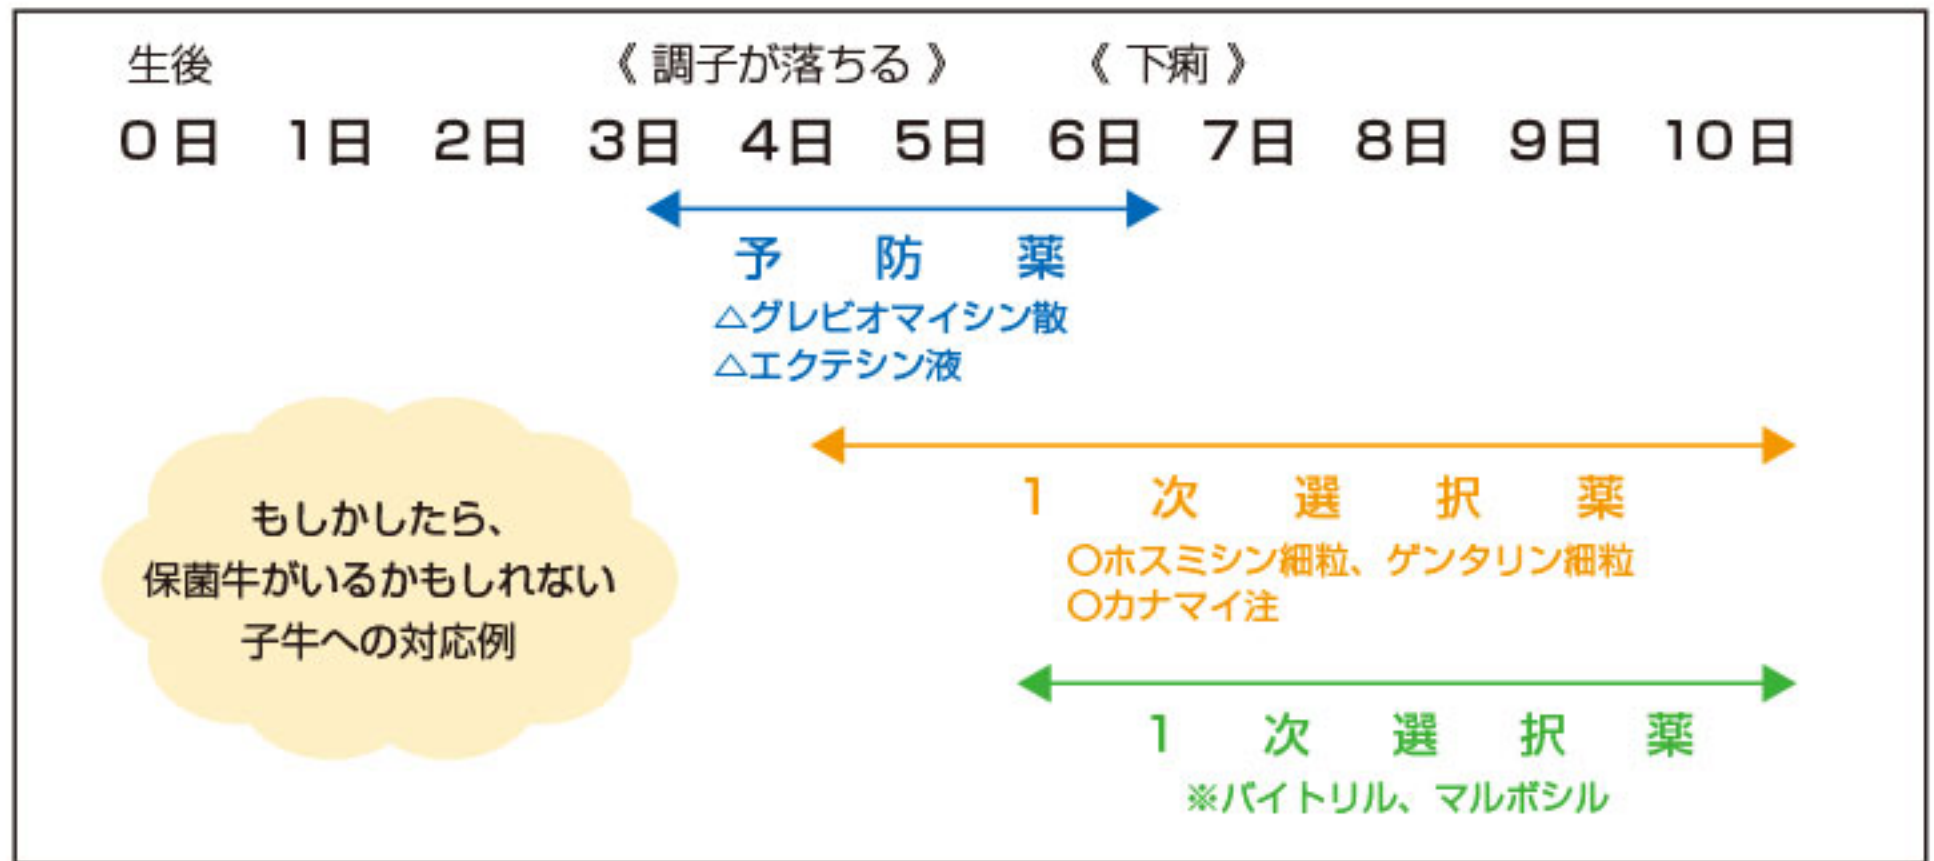 生後 《 調子が落ちる 》 《 下痢 》
0日 1日 2日 3日 4日 5日 6日 7日 8日 9日 10日
予防薬
△グレビオマイシン散
△エクテシン液
1次選択薬
〇ホスミシン細粒、ゲンタリン細粒
〇カナマイ注
もしかしたら、
保菌牛がいるかもしれない
子牛への対応例
1次選択薬
※バイトリル、マルボシル